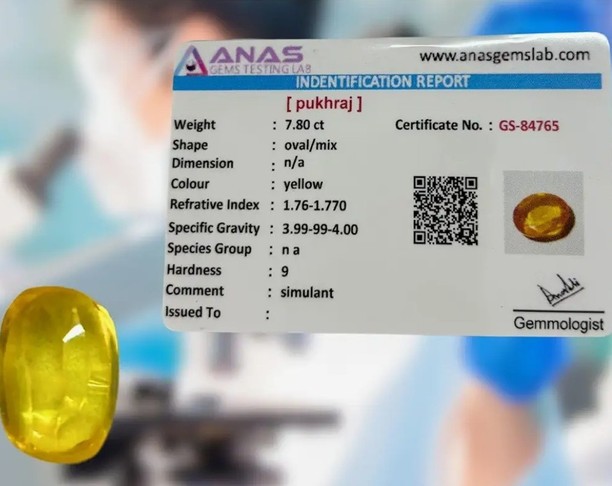 ANAS
GEMS TESTING LAB
www.anasgemslab.com
INDENTIFICATION REPORT
[ pukhraj ]
Weight : 7.80 ct Certificate No. : GS-84765
Shape : oval/mix
Dimension : n/a
Colour : yellow
Refrative Index : 1.76-1.770
Specific Gravity : 3.99-99-4.00
Species Group : n a
Hardness : 9
Comment : simulant
Issued To :
Gemmologist